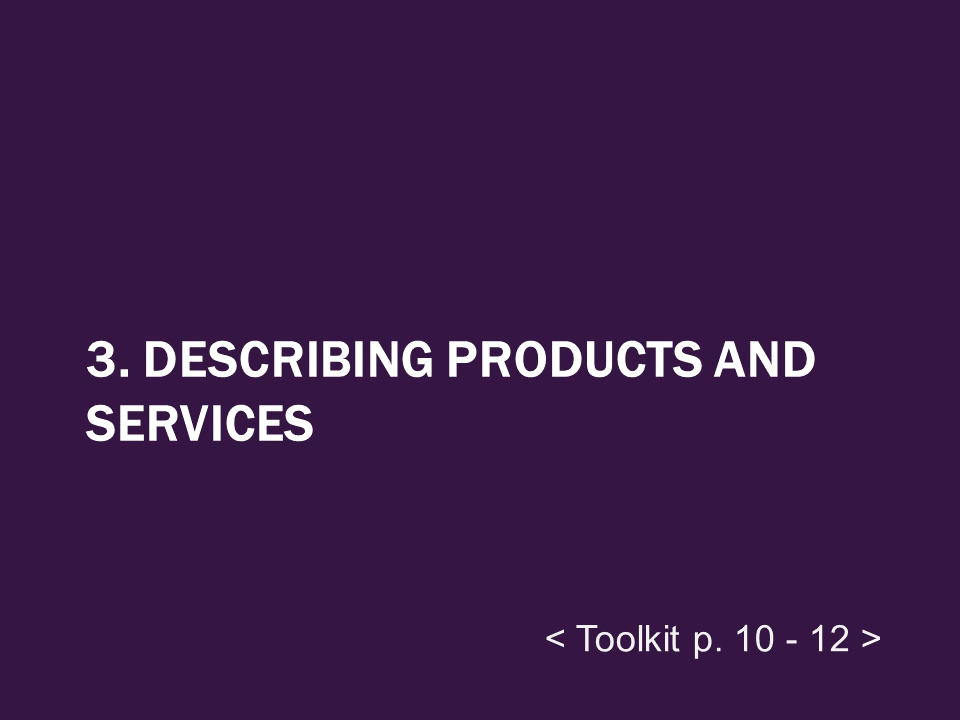 3. DESCRIBING PRODUCTS AND
SERVICES
< Toolkit p. 10 - 12 >